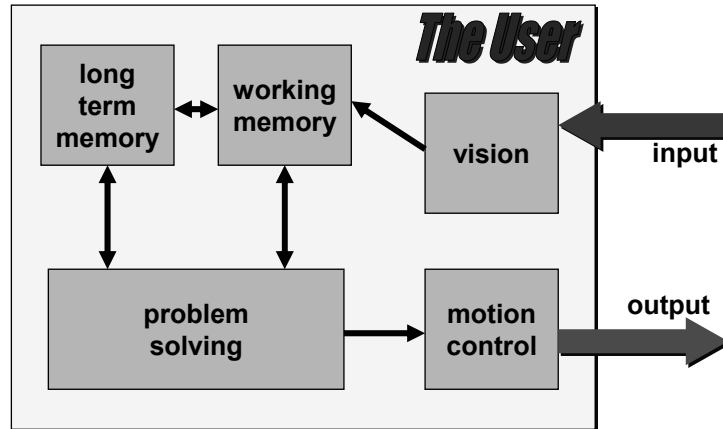 The User
long
term
memory
working
memory
vision
input
problem
solving
motion
control
output